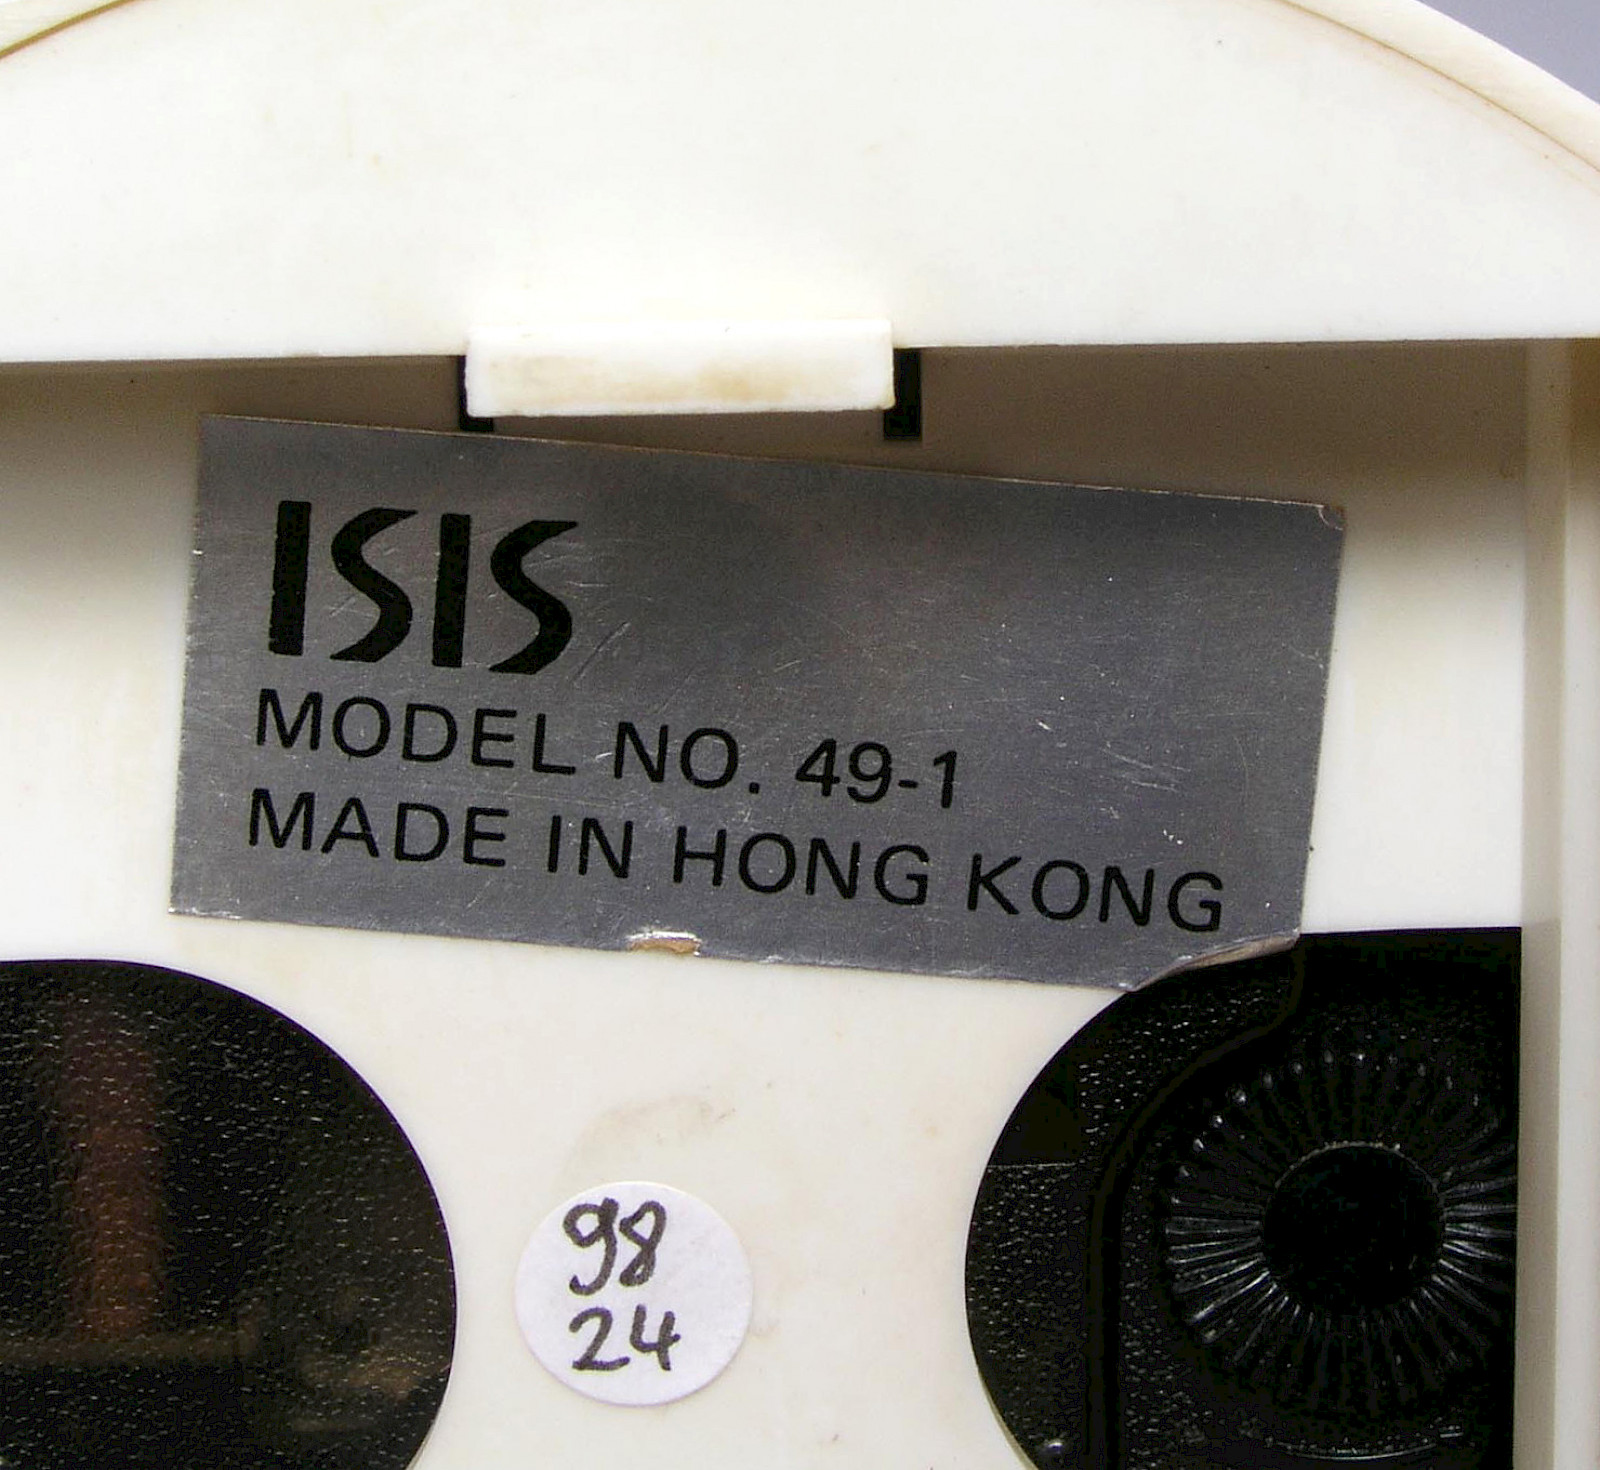 ISIS
MODEL NO. 49-1
MADE IN HONG KONG
98
24